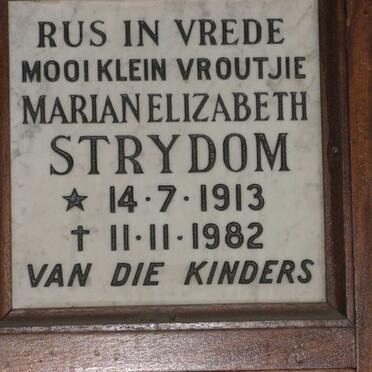 RUS IN VREDE
MOOI KLEIN VROUTJIE
MARIAN ELIZABETH
STRYDOM
★ 14·7·1913
† 11·11·1982
VAN DIE KINDERS